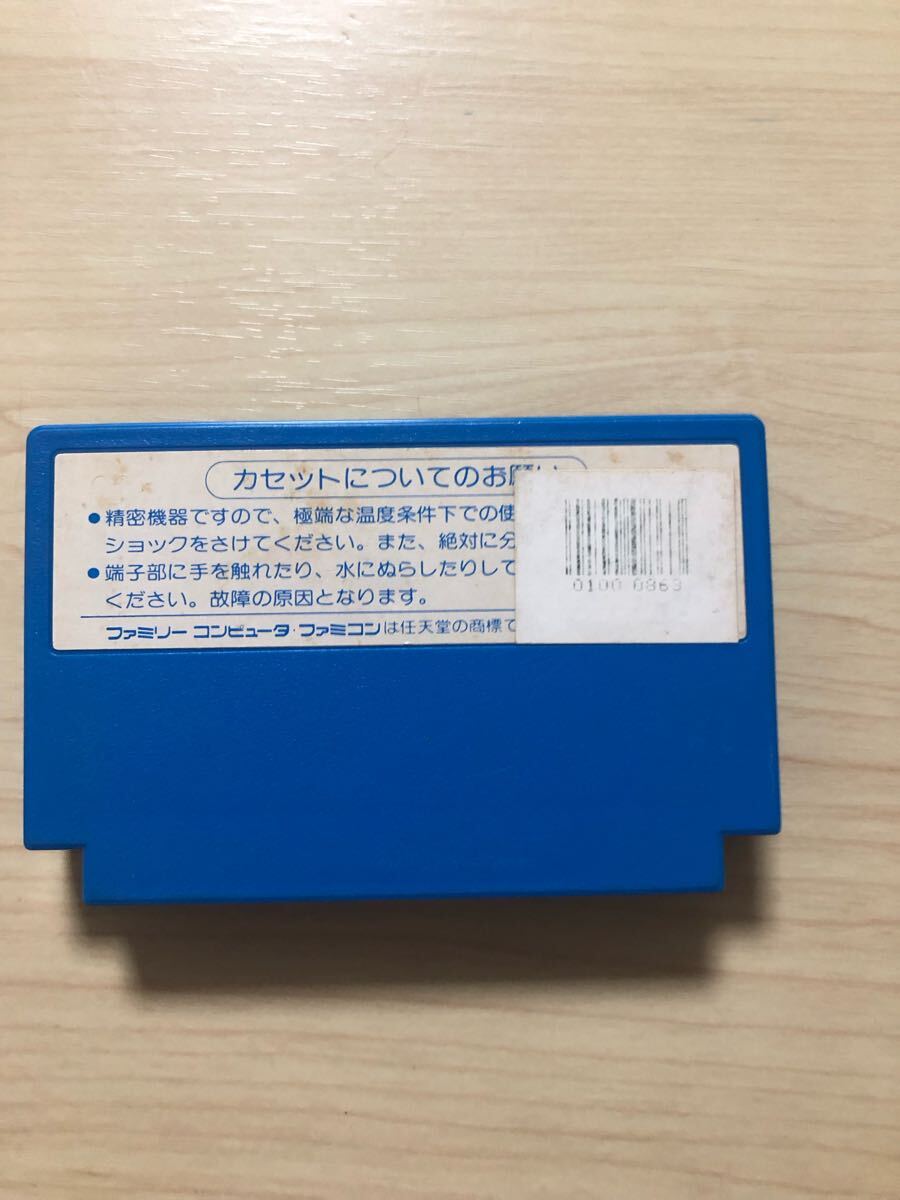 カセットについてのお願い
●精密機器ですので、極端な温度条件下での使
ショックをさけてください。また、絶対に分
●端子部に手を触れたり、水にぬらしたりして
ください。故障の原因となります。
ファミリー コンピュータ・ファミコンは任天堂の商標で
0100 0863